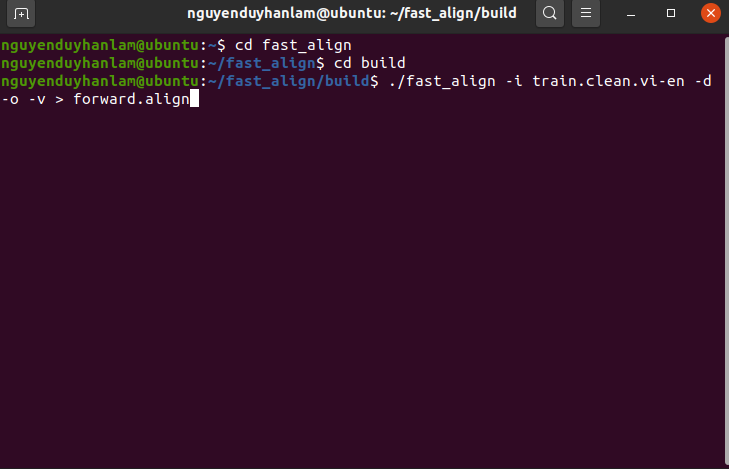 nguyenduyhanlam@ubuntu: ~/fast_align/build
nguyenduyhanlam@ubuntu:~$ cd fast_align
nguyenduyhanlam@ubuntu:~/fast_align$ cd build
nguyenduyhanlam@ubuntu:~/fast_align/build$ ./fast_align -i train.clean.vi-en -d
-o -v > forward.align